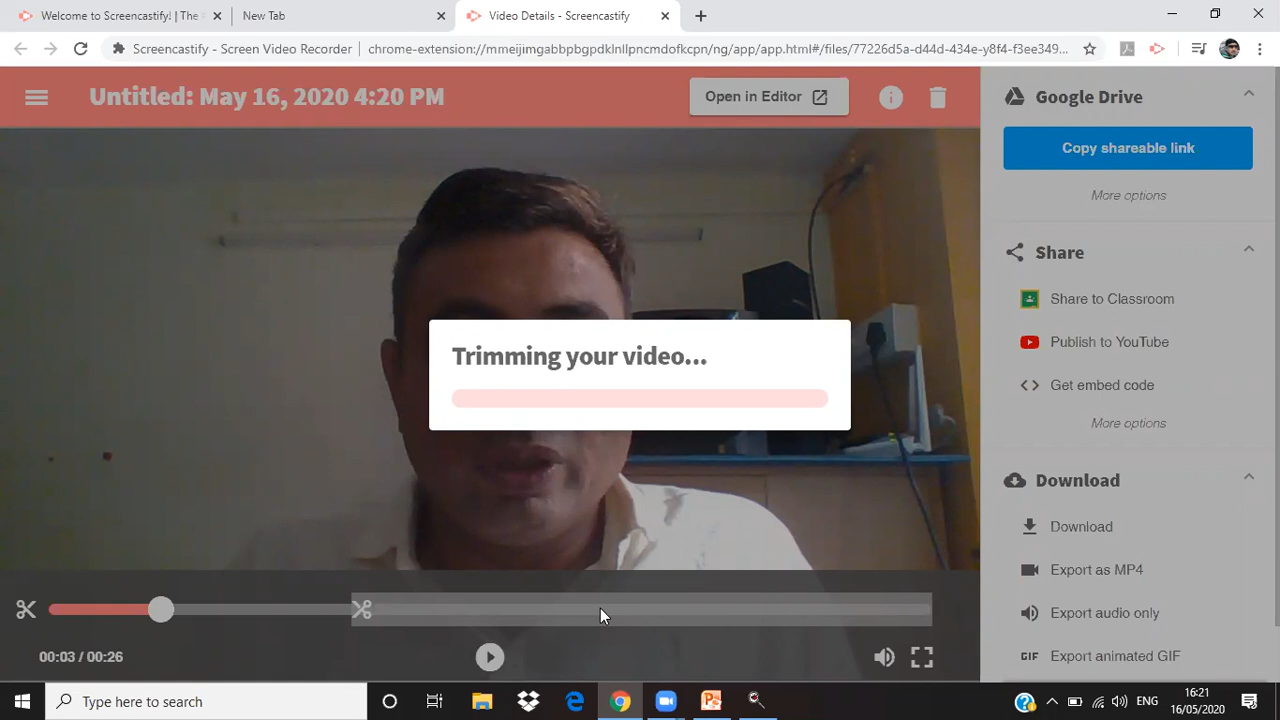 Welcome to Screencastify! | The
New Tab
Video Details - Screencastify
Screencastify - Screen Video Recorder
chrome-extension://mmeijimgabbpbgpdklnllpncmdofkcpn/ng/app/app.html#/files/77226d5a-d44d-434e-y8f4-f3ee349...
Untitled: May 16, 2020 4:20 PM
Open in Editor
Google Drive
Copy shareable link
More options
Share
Share to Classroom
Publish to YouTube
Get embed code
More options
Trimming your video...
Download
Download
Export as MP4
Export audio only
GIF Export animated GIF
00:03 / 00:26
Type here to search
ENG
16:21
16/05/2020